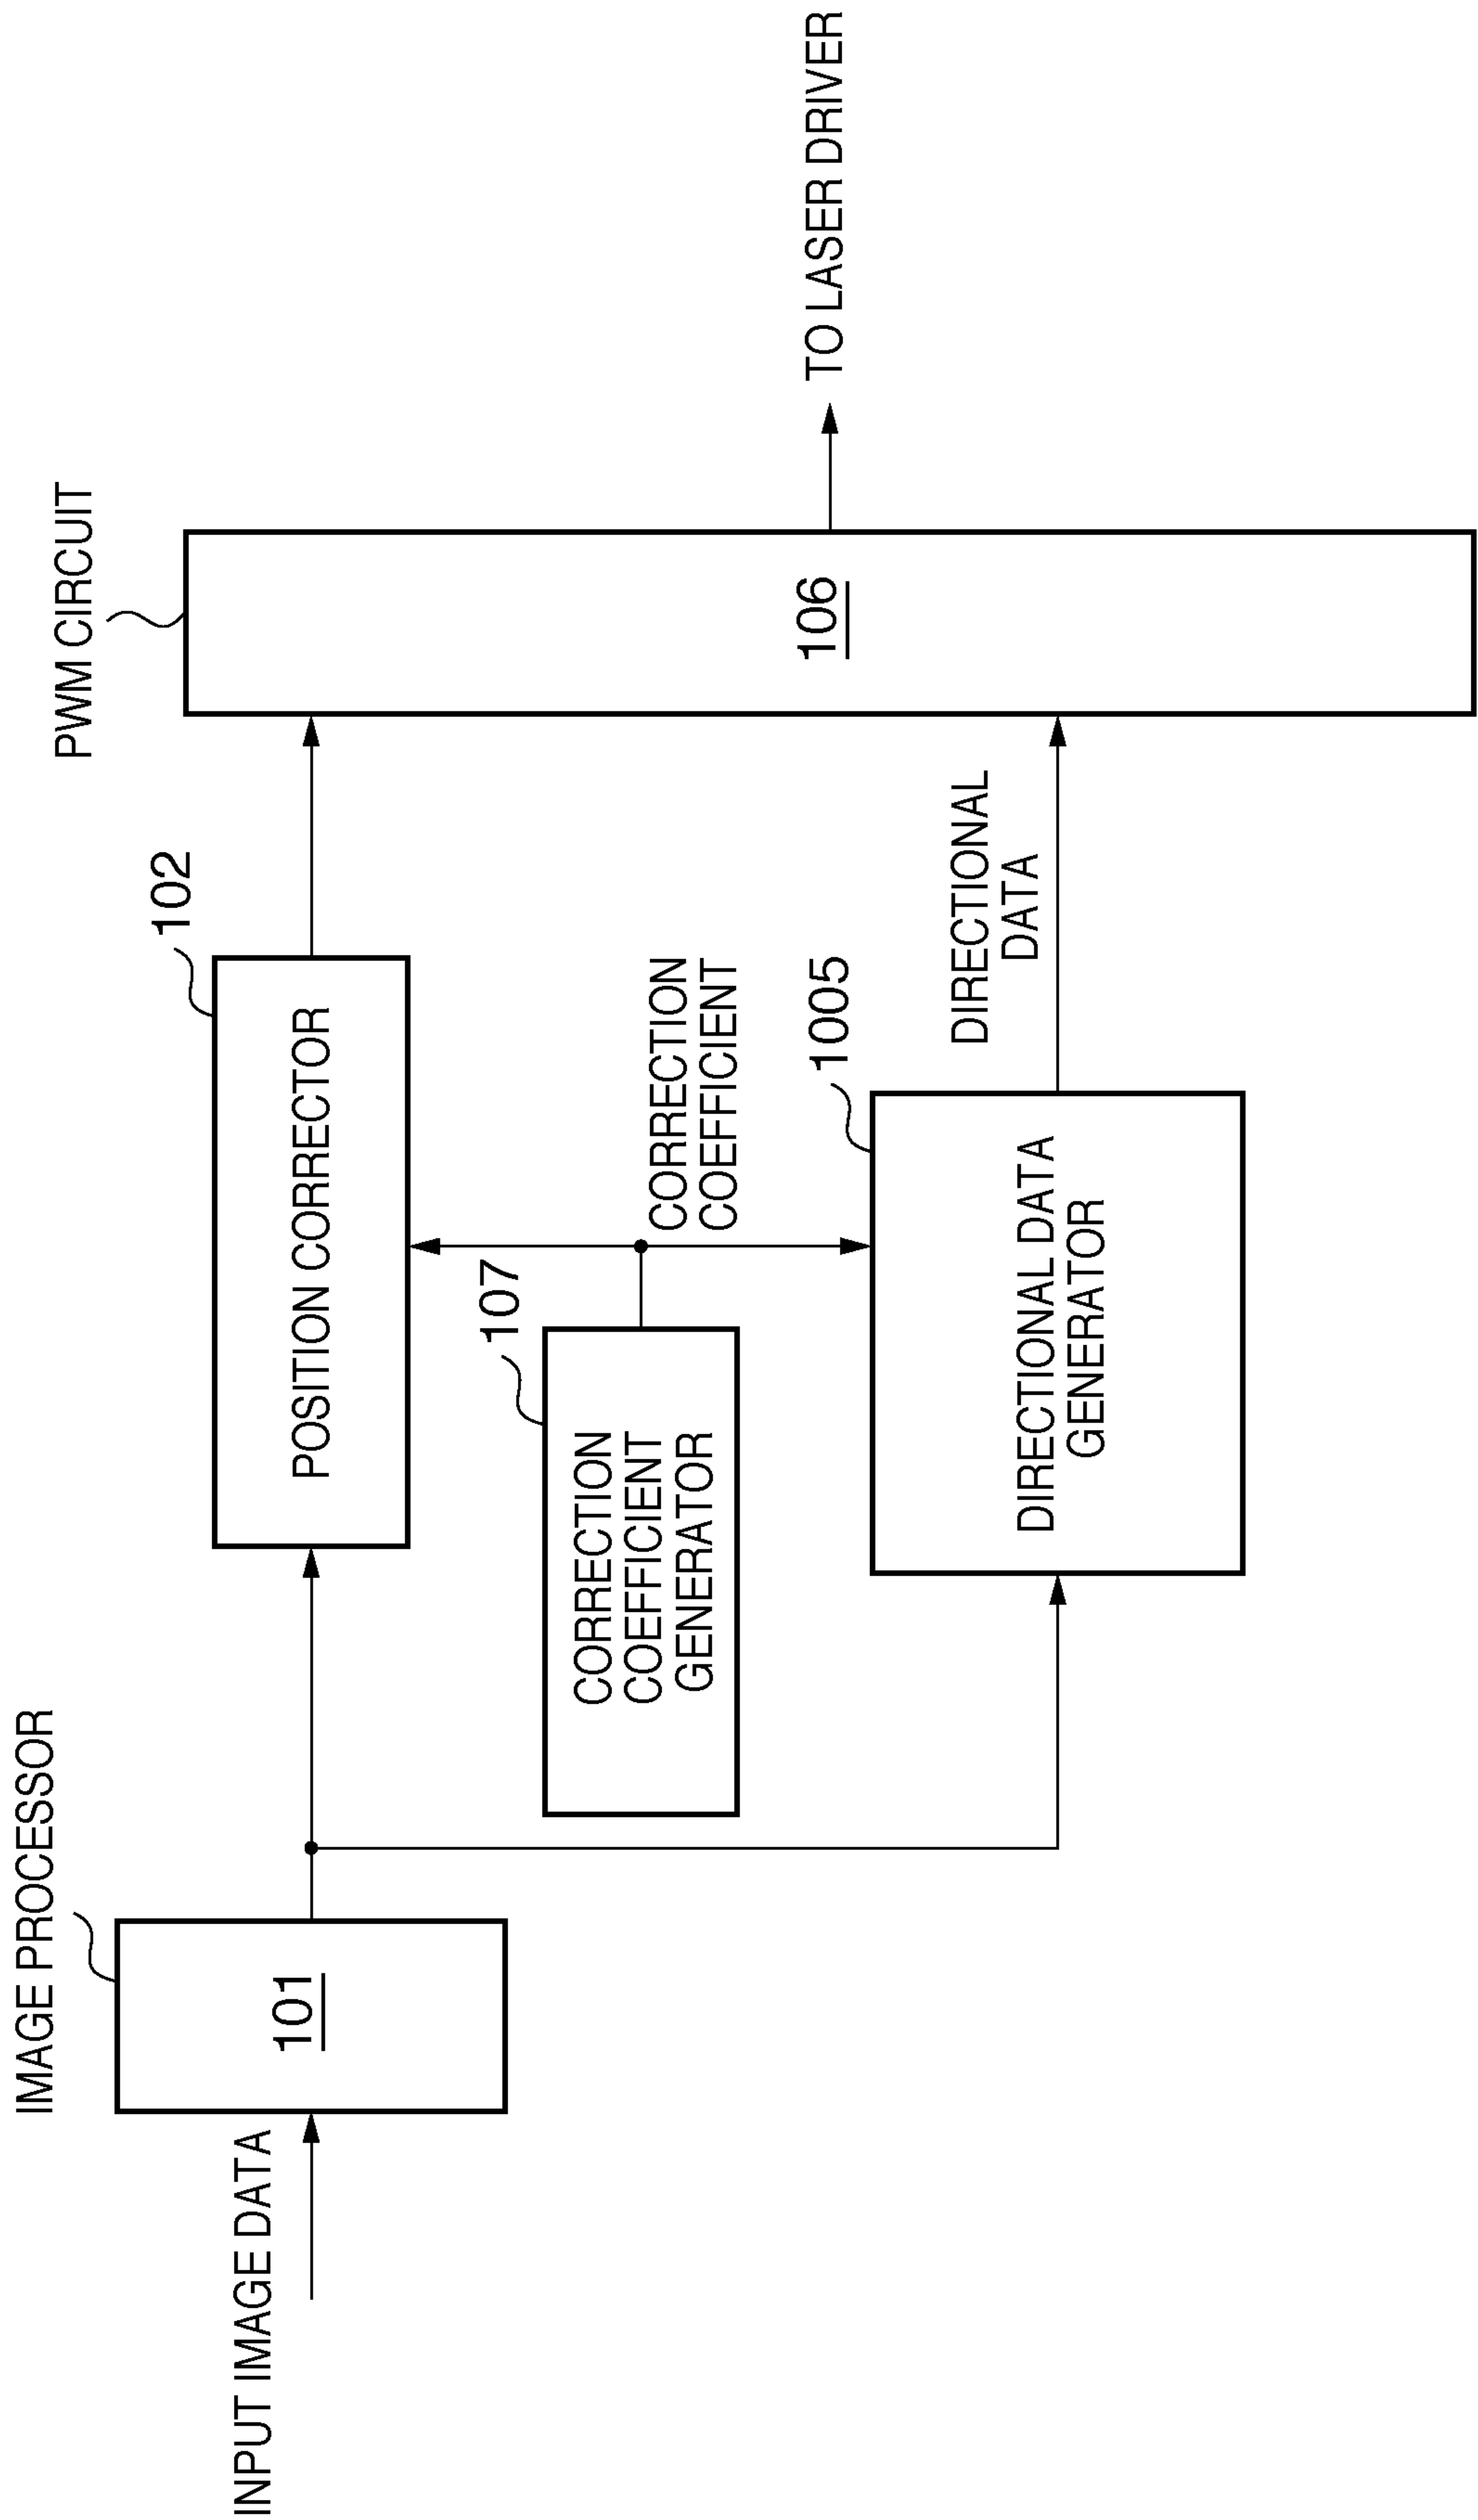 INPUT IMAGE DATA
IMAGE PROCESSOR
101
POSITION CORRECTOR
102
CORRECTION
COEFFICIENT
GENERATOR
107
CORRECTION
COEFFICIENT
DIRECTIONAL DATA
GENERATOR
1005
DIRECTIONAL
DATA
PWM CIRCUIT
106
TO LASER DRIVER